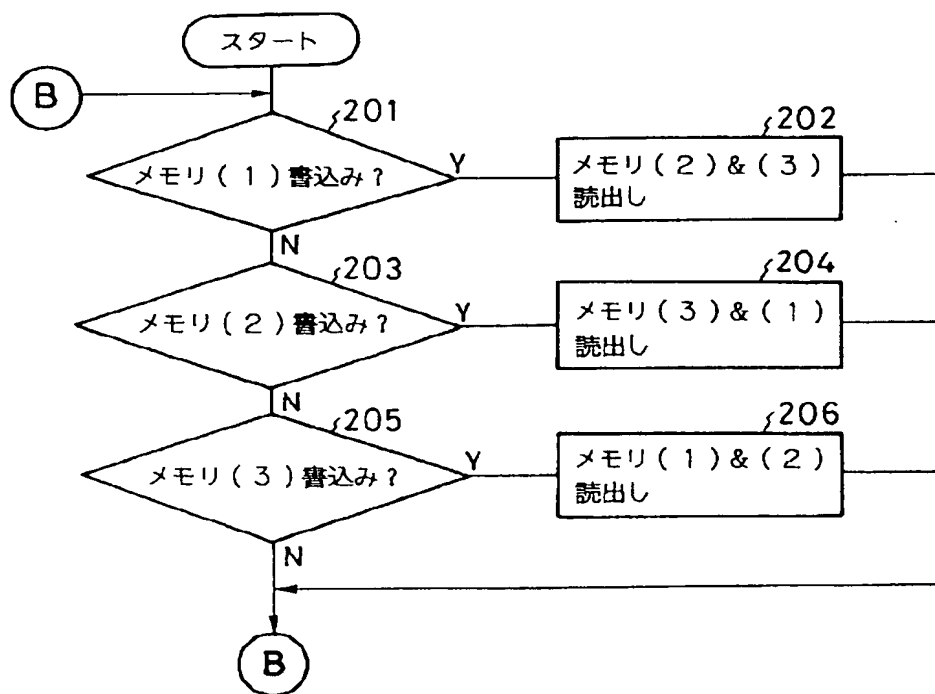 スタート
B
201
メモリ(1)書込み?
Y
202
メモリ(2)&(3)
読出し
N
203
メモリ(2)書込み?
Y
204
メモリ(3)&(1)
読出し
N
205
メモリ(3)書込み?
Y
206
メモリ(1)&(2)
読出し
N
B